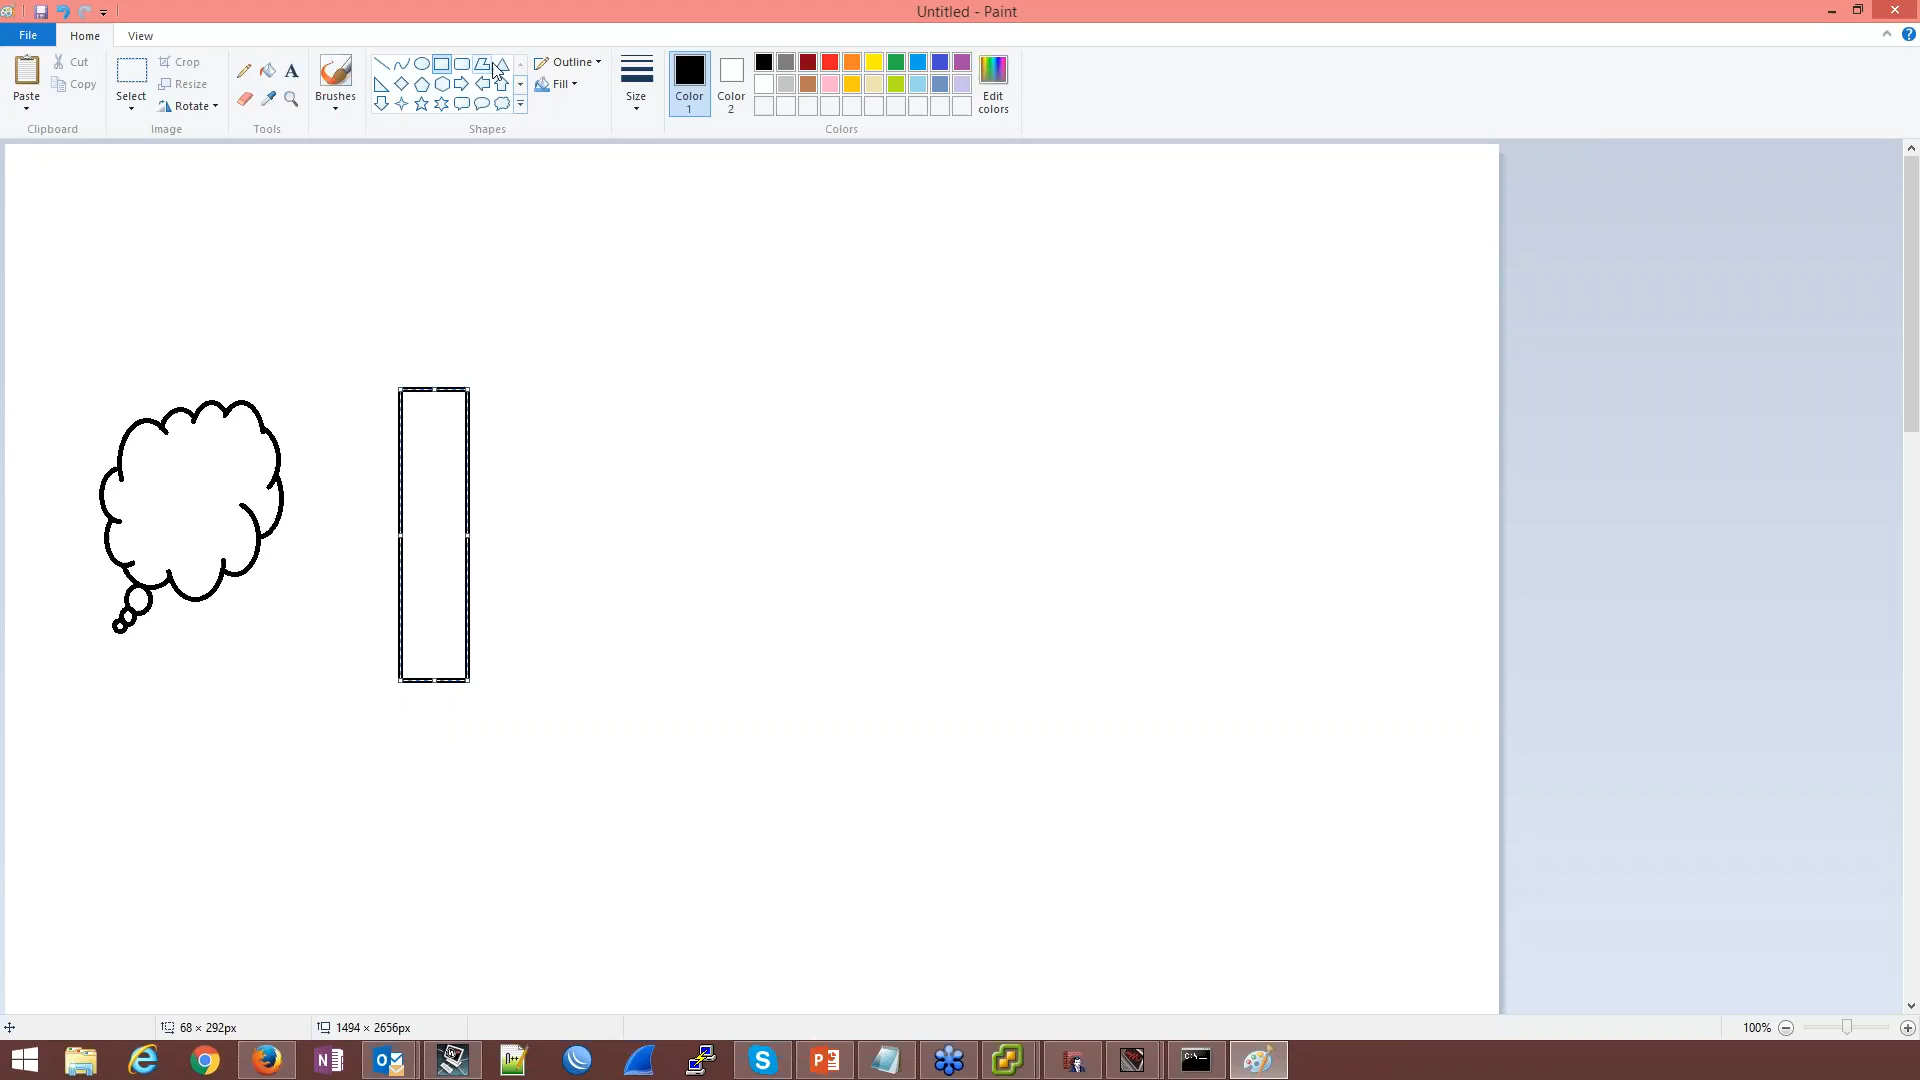 Untitled - Paint
File Home View
Paste
Cut
Copy
Clipboard
Select
Crop
Resize
Rotate
Image
A
Tools
Brushes
Shapes
Outline
Fill
Size
Color 1
Color 2
Edit colors
Colors
68 × 292px
1494 × 2656px
100%